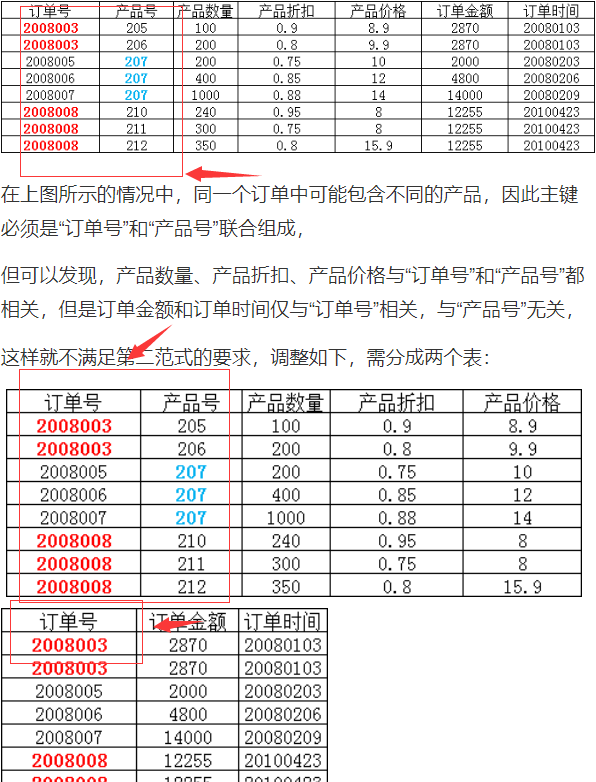 订单号 产品号 产品数量 产品折扣 产品价格 订单金额 订单时间
2008003 205 100 0.9 8.9 2870 20080103
2008003 206 200 0.8 9.9 2870 20080103
2008005 207 200 0.75 10 2000 20080203
2008006 207 400 0.85 12 4800 20080206
2008007 207 1000 0.88 14 14000 20080209
2008008 210 240 0.95 8 12255 20100423
2008008 211 300 0.75 8 12255 20100423
2008008 212 350 0.8 15.9 12255 20100423
在上图所示的情况中，同一个订单中可能包含不同的产品，因此主键
必须是“订单号”和“产品号”联合组成，
但可以发现，产品数量、产品折扣、产品价格与“订单号”和“产品号”都
相关，但是订单金额和订单时间仅与“订单号”相关，与“产品号”无关，
这样就不满足第二范式的要求，调整如下，需分成两个表：
订单号 产品号 产品数量 产品折扣 产品价格
2008003 205 100 0.9 8.9
2008003 206 200 0.8 9.9
2008005 207 200 0.75 10
2008006 207 400 0.85 12
2008007 207 1000 0.88 14
2008008 210 240 0.95 8
2008008 211 300 0.75 8
2008008 212 350 0.8 15.9
订单号 订单金额 订单时间
2008003 2870 20080103
2008003 2870 20080103
2008005 2000 20080203
2008006 4800 20080206
2008007 14000 20080209
2008008 12255 20100423
2008008 12255 20100423